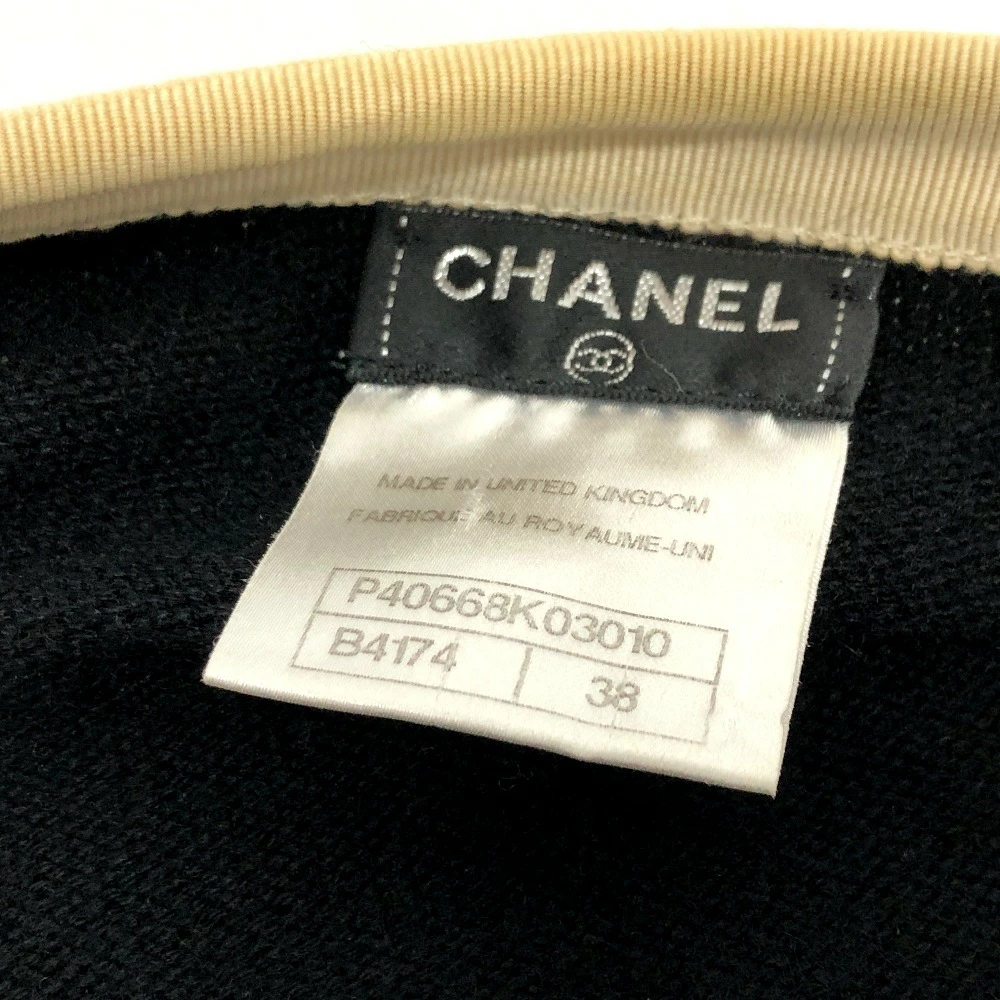 CHANEL
MADE IN UNITED KINGDOM
FABRIQUE AU ROYAUME-UNI
P40668K03010
B4174 38